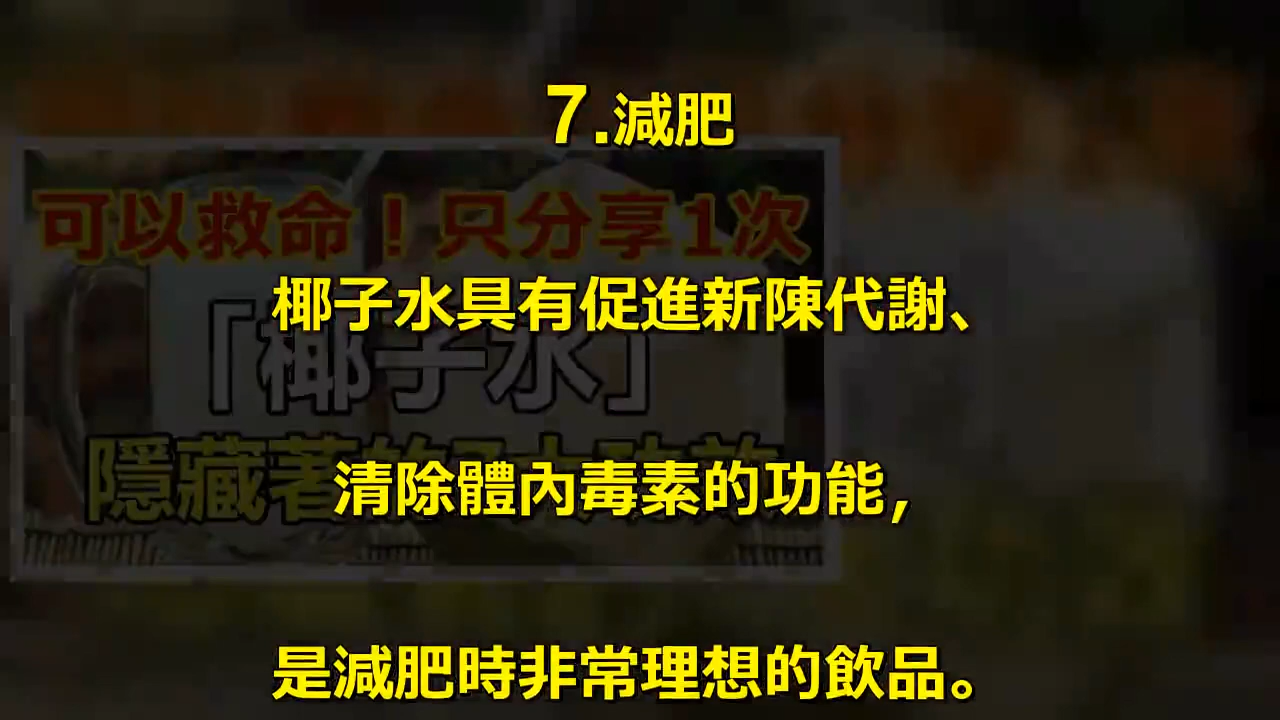 7.減肥
可以救命！只分享1次
椰子水具有促進新陳代謝、
「椰子水」
清除體內毒素的功能，
隱藏著
是減肥時非常理想的飲品。